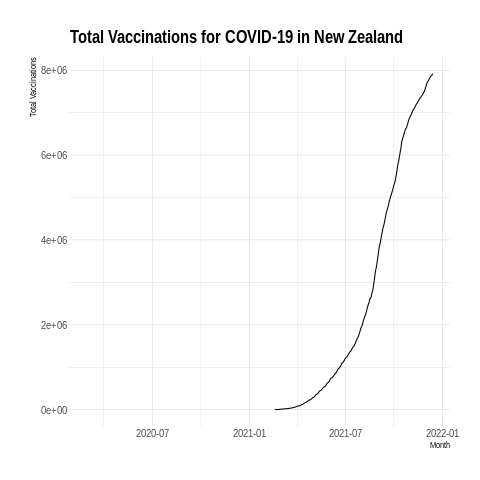 Total Vaccinations for COVID-19 in New Zealand
Total Vaccinations
8e+06
6e+06
4e+06
2e+06
0e+00
2020-07 2021-01 2021-07 2022-01
Month